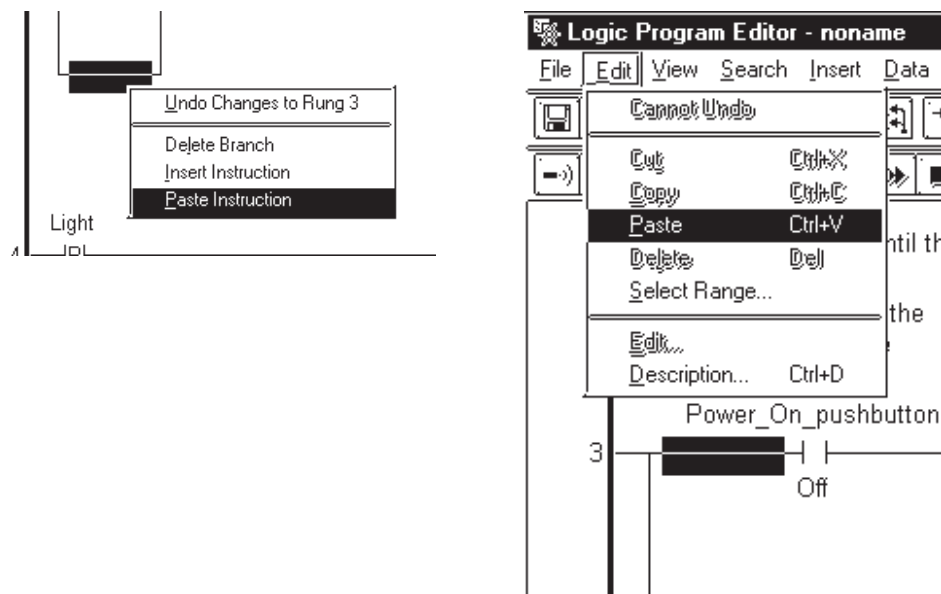 Undo Changes to Rung 3
Delete Branch
Insert Instruction
Paste Instruction
Light
4
Logic Program Editor - noname
File Edit View Search Insert Data
Cannot Undo
Cut Ctrl+X
Copy Ctrl+C
Paste Ctrl+V
Delete Del
Select Range...
Edit...
Description... Ctrl+D
the
Power_On_pushbutton
3
Off